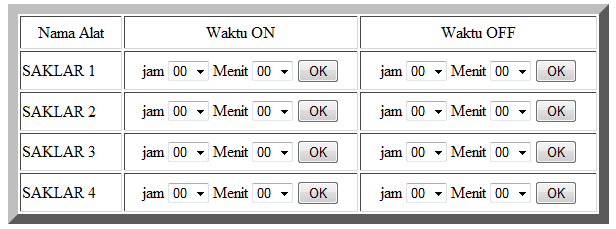 Nama Alat Waktu ON Waktu OFF
SAKLAR 1 jam 00 Menit 00 OK jam 00 Menit 00 OK
SAKLAR 2 jam 00 Menit 00 OK jam 00 Menit 00 OK
SAKLAR 3 jam 00 Menit 00 OK jam 00 Menit 00 OK
SAKLAR 4 jam 00 Menit 00 OK jam 00 Menit 00 OK